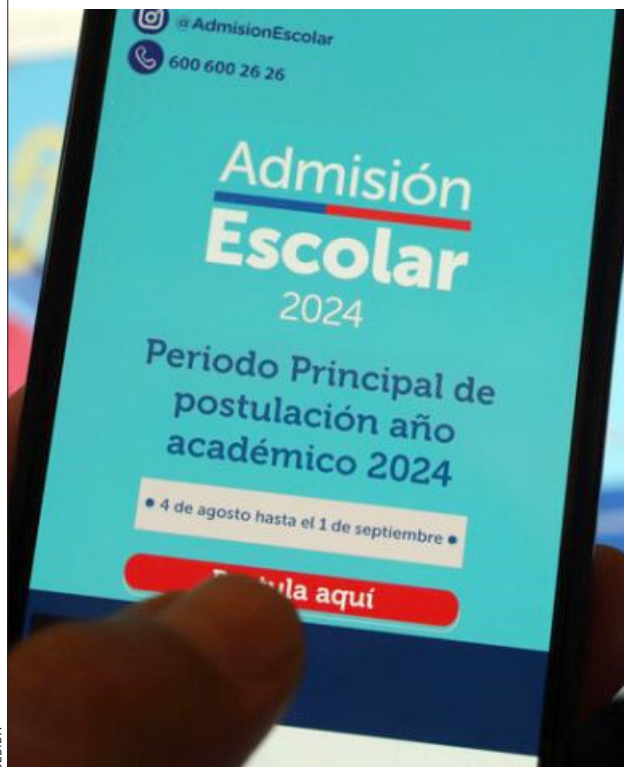 @AdmisionEscolar
600 600 26 26
Admisión
Escolar
2024
Periodo Principal de
postulación año
académico 2024
• 4 de agosto hasta el 1 de septiembre •
aquí